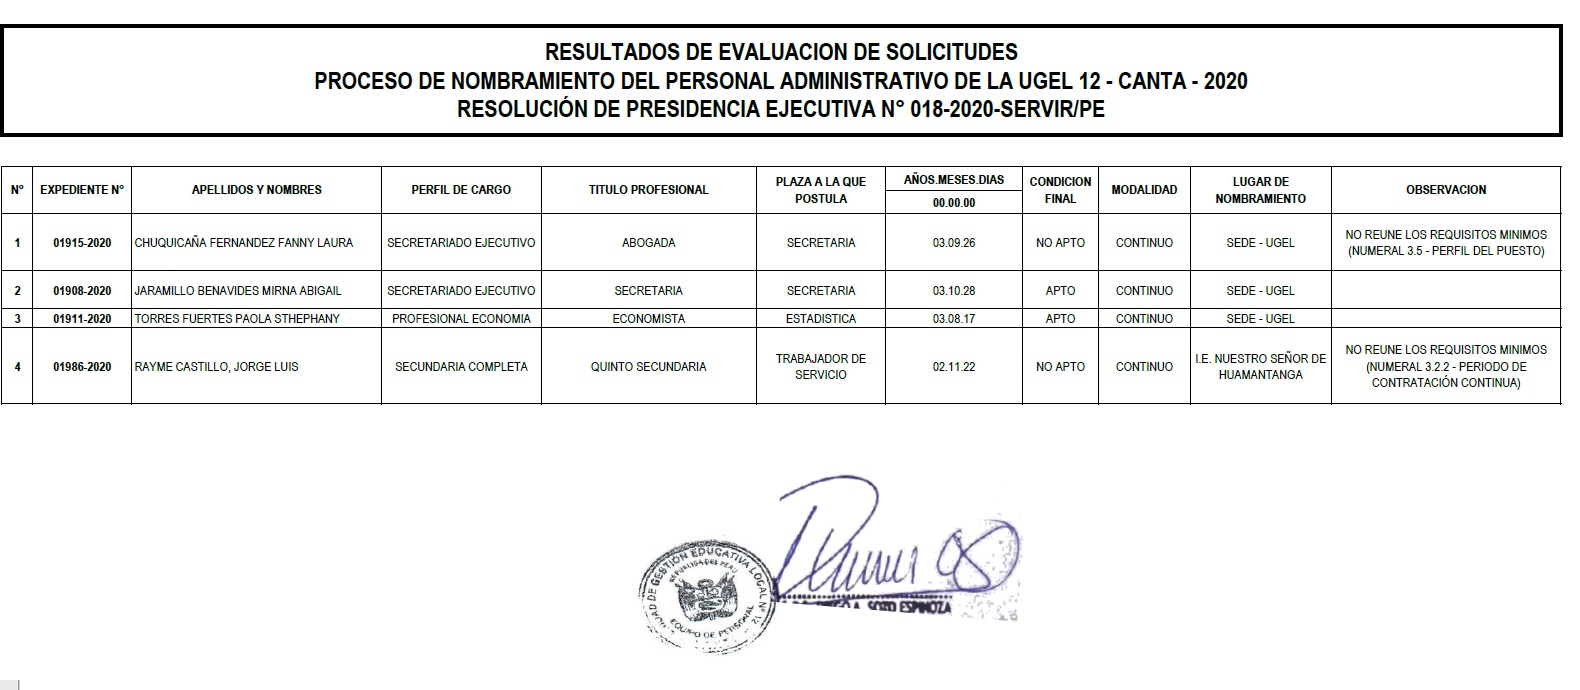 RESULTADOS DE EVALUACION DE SOLICITUDES
PROCESO DE NOMBRAMIENTO DEL PERSONAL ADMINISTRATIVO DE LA UGEL 12 - CANTA - 2020
RESOLUCIÓN DE PRESIDENCIA EJECUTIVA N° 018-2020-SERVIR/PE
N° EXPEDIENTE N° APELLIDOS Y NOMBRES PERFIL DE CARGO TITULO PROFESIONAL PLAZA A LA QUE POSTULA AÑOS.MESES.DIAS 00.00.00 CONDICION FINAL MODALIDAD LUGAR DE NOMBRAMIENTO OBSERVACION
1 01915-2020 CHUQUICAÑA FERNANDEZ FANNY LAURA SECRETARIADO EJECUTIVO ABOGADA SECRETARIA 03.09.26 NO APTO CONTINUO SEDE - UGEL NO REUNE LOS REQUISITOS MINIMOS (NUMERAL 3.5 - PERFIL DEL PUESTO)
2 01908-2020 JARAMILLO BENAVIDES MIRNA ABIGAIL SECRETARIADO EJECUTIVO SECRETARIA SECRETARIA 03.10.28 APTO CONTINUO SEDE - UGEL
3 01911-2020 TORRES FUERTES PAOLA STHEPHANY PROFESIONAL ECONOMIA ECONOMISTA ESTADISTICA 03.08.17 APTO CONTINUO SEDE - UGEL
4 01986-2020 RAYME CASTILLO, JORGE LUIS SECUNDARIA COMPLETA QUINTO SECUNDARIA TRABAJADOR DE SERVICIO 02.11.22 NO APTO CONTINUO I.E. NUESTRO SEÑOR DE HUAMANTANGA NO REUNE LOS REQUISITOS MINIMOS (NUMERAL 3.2.2 - PERIODO DE CONTRATACIÓN CONTINUA)
DE GESTIÓN EDUCATIVA LOCAL N° 12
REPUBLICA DEL PERÚ
EQUIPO DE PERSONAL
A. SOTO ESPINOZA